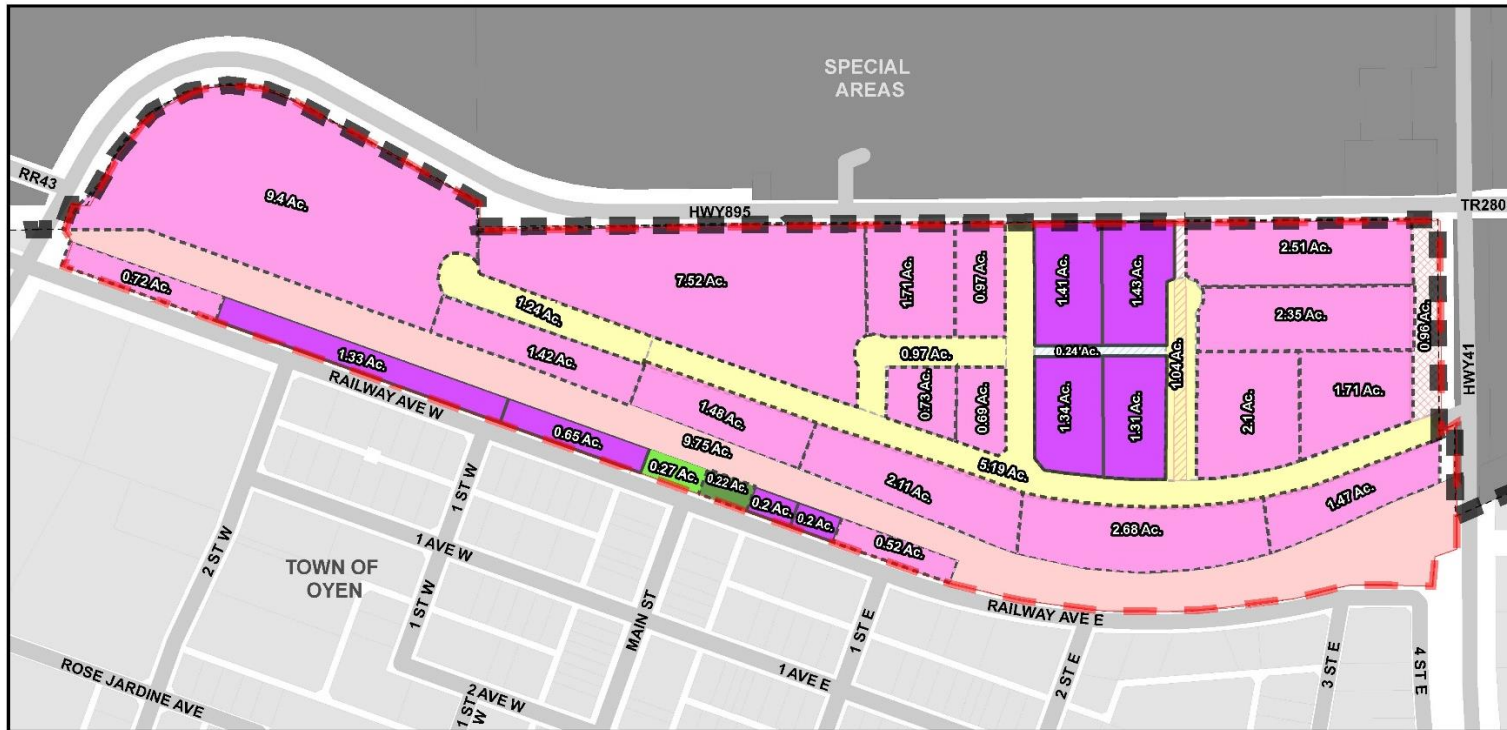 SPECIAL
AREAS
RR43
HWY895
TR280
9.4 Ac.
7.52 Ac.
1.71 Ac.
0.97 Ac.
1.41 Ac.
1.43 Ac.
2.51 Ac.
2.35 Ac.
0.96 Ac.
HWY41
0.72 Ac.
1.24 Ac.
0.97 Ac.
0.24 Ac.
1.04 Ac.
1.33 Ac.
1.42 Ac.
0.73 Ac.
0.69 Ac.
1.34 Ac.
1.31 Ac.
2.1 Ac.
1.71 Ac.
RAILWAY AVE W
0.65 Ac.
1.48 Ac.
9.75 Ac.
5.19 Ac.
0.27 Ac.
0.22 Ac.
0.2 Ac.
0.2 Ac.
0.52 Ac.
2.11 Ac.
2.68 Ac.
1.47 Ac.
RAILWAY AVE E
2 ST W
1 ST W
1 AVE W
TOWN OF
OYEN
1 ST W
MAIN ST
1 ST E
1 AVE E
2 ST E
3 ST E
4 ST E
ROSE JARDINE AVE
2 AVE W
1 ST
W